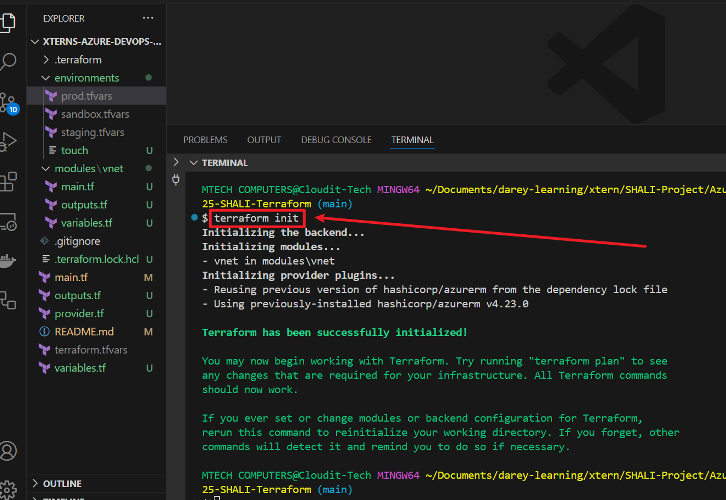 EXPLORER
XTERNS-AZURE-DEVOPS-...
.terraform
environments
prod.tfvars
sandbox.tfvars
staging.tfvars
touch U
modules\vnet
main.tf U
outputs.tf U
variables.tf U
.gitignore
.terraform.lock.hcl U
main.tf M
outputs.tf U
provider.tf U
README.md M
terraform.tfvars
variables.tf U
OUTLINE
10
PROBLEMS OUTPUT DEBUG CONSOLE TERMINAL
TERMINAL
MTECH COMPUTERS@Cloudit-Tech MINGW64 ~/Documents/darey-learning/xtern/SHALI-Project/Azu
25-SHALI-Terraform (main)
$ terraform init
Initializing the backend...
Initializing modules...
- vnet in modules\vnet
Initializing provider plugins...
- Reusing previous version of hashicorp/azurerm from the dependency lock file
- Using previously-installed hashicorp/azurerm v4.23.0
Terraform has been successfully initialized!
You may now begin working with Terraform. Try running "terraform plan" to see
any changes that are required for your infrastructure. All Terraform commands
should now work.
If you ever set or change modules or backend configuration for Terraform,
rerun this command to reinitialize your working directory. If you forget, other
commands will detect it and remind you to do so if necessary.
MTECH COMPUTERS@Cloudit-Tech MINGW64 ~/Documents/darey-learning/xtern/SHALI-Project/Azu
25-SHALI-Terraform (main)